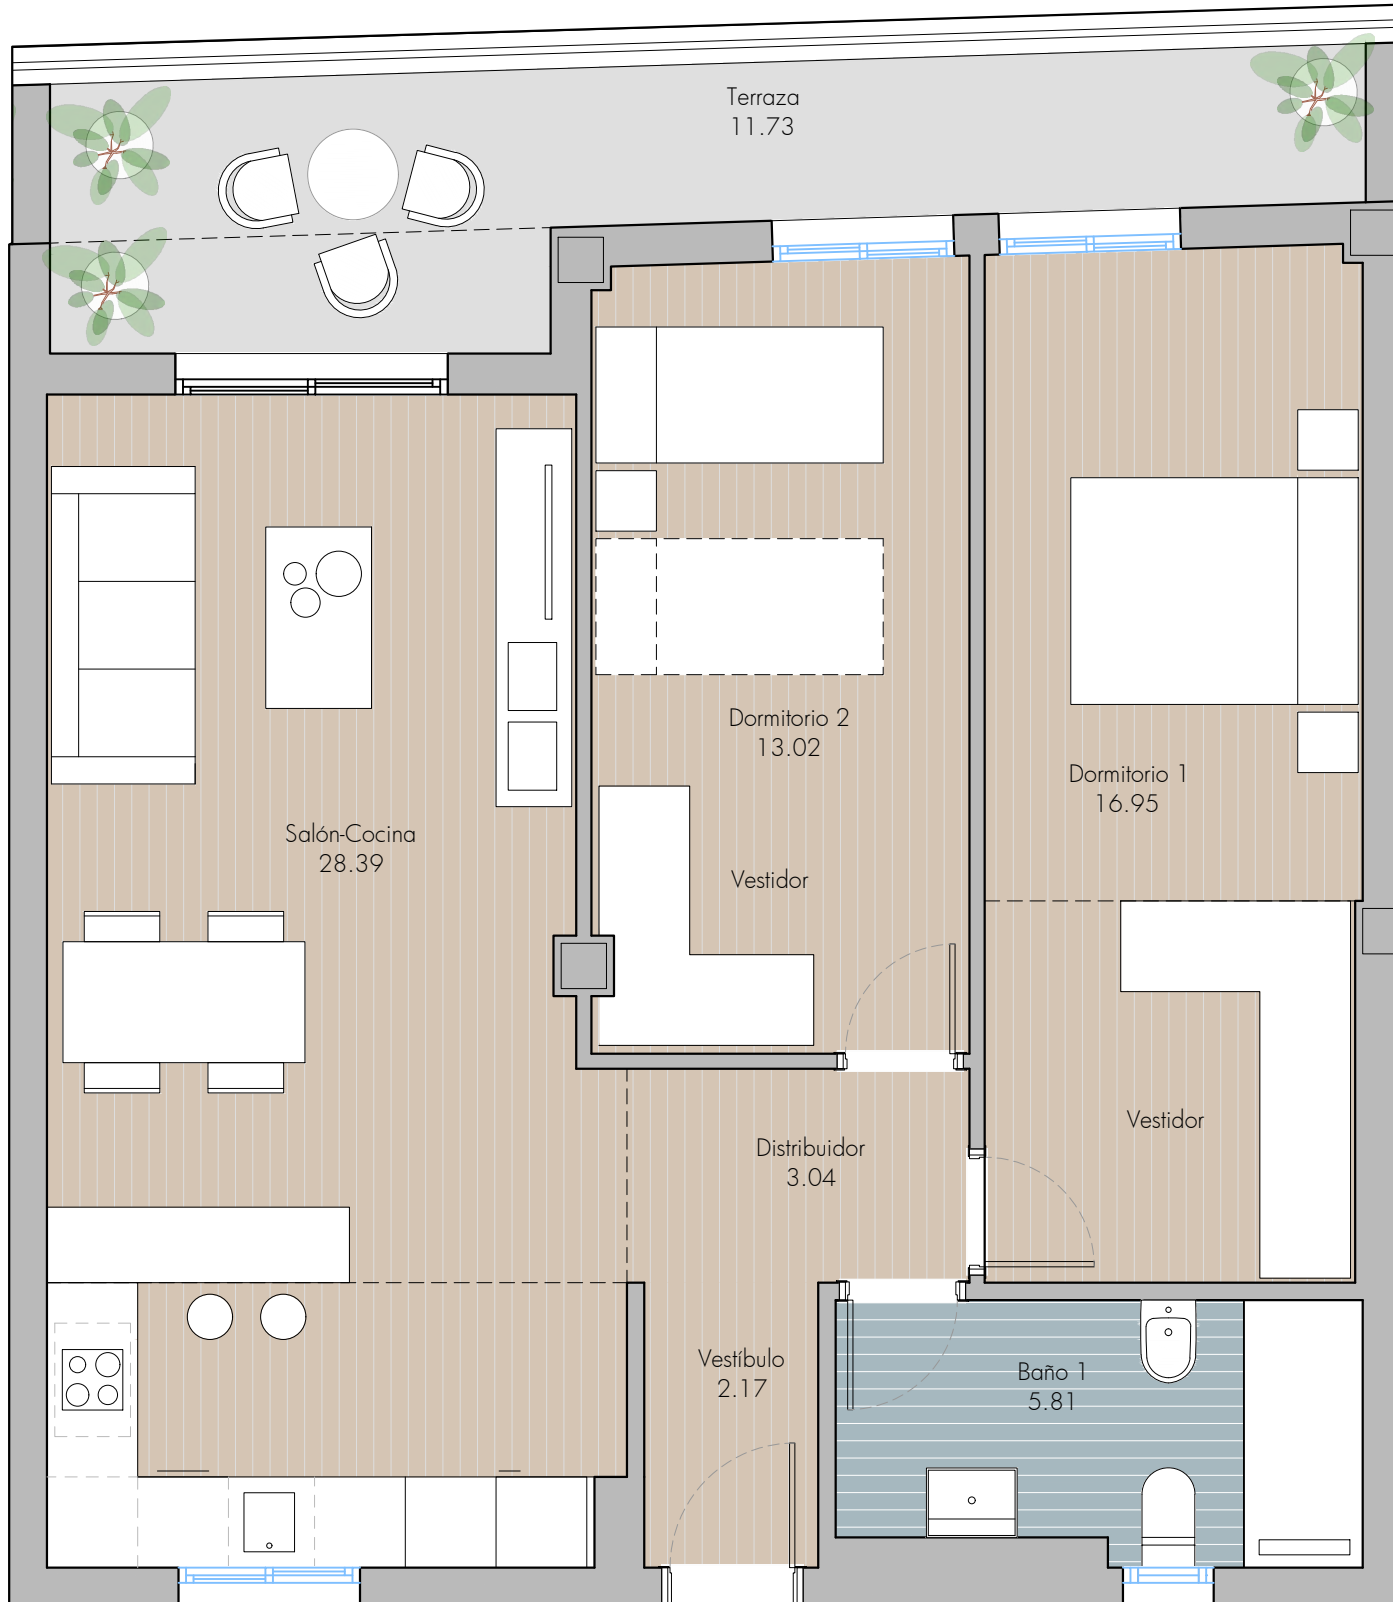 Terraza
11.73
Dormitorio 2
13.02
Dormitorio 1
16.95
Salón-Cocina
28.39
Vestidor
Vestidor
Distribuidor
3.04
Vestíbulo
2.17
Baño 1
5.81